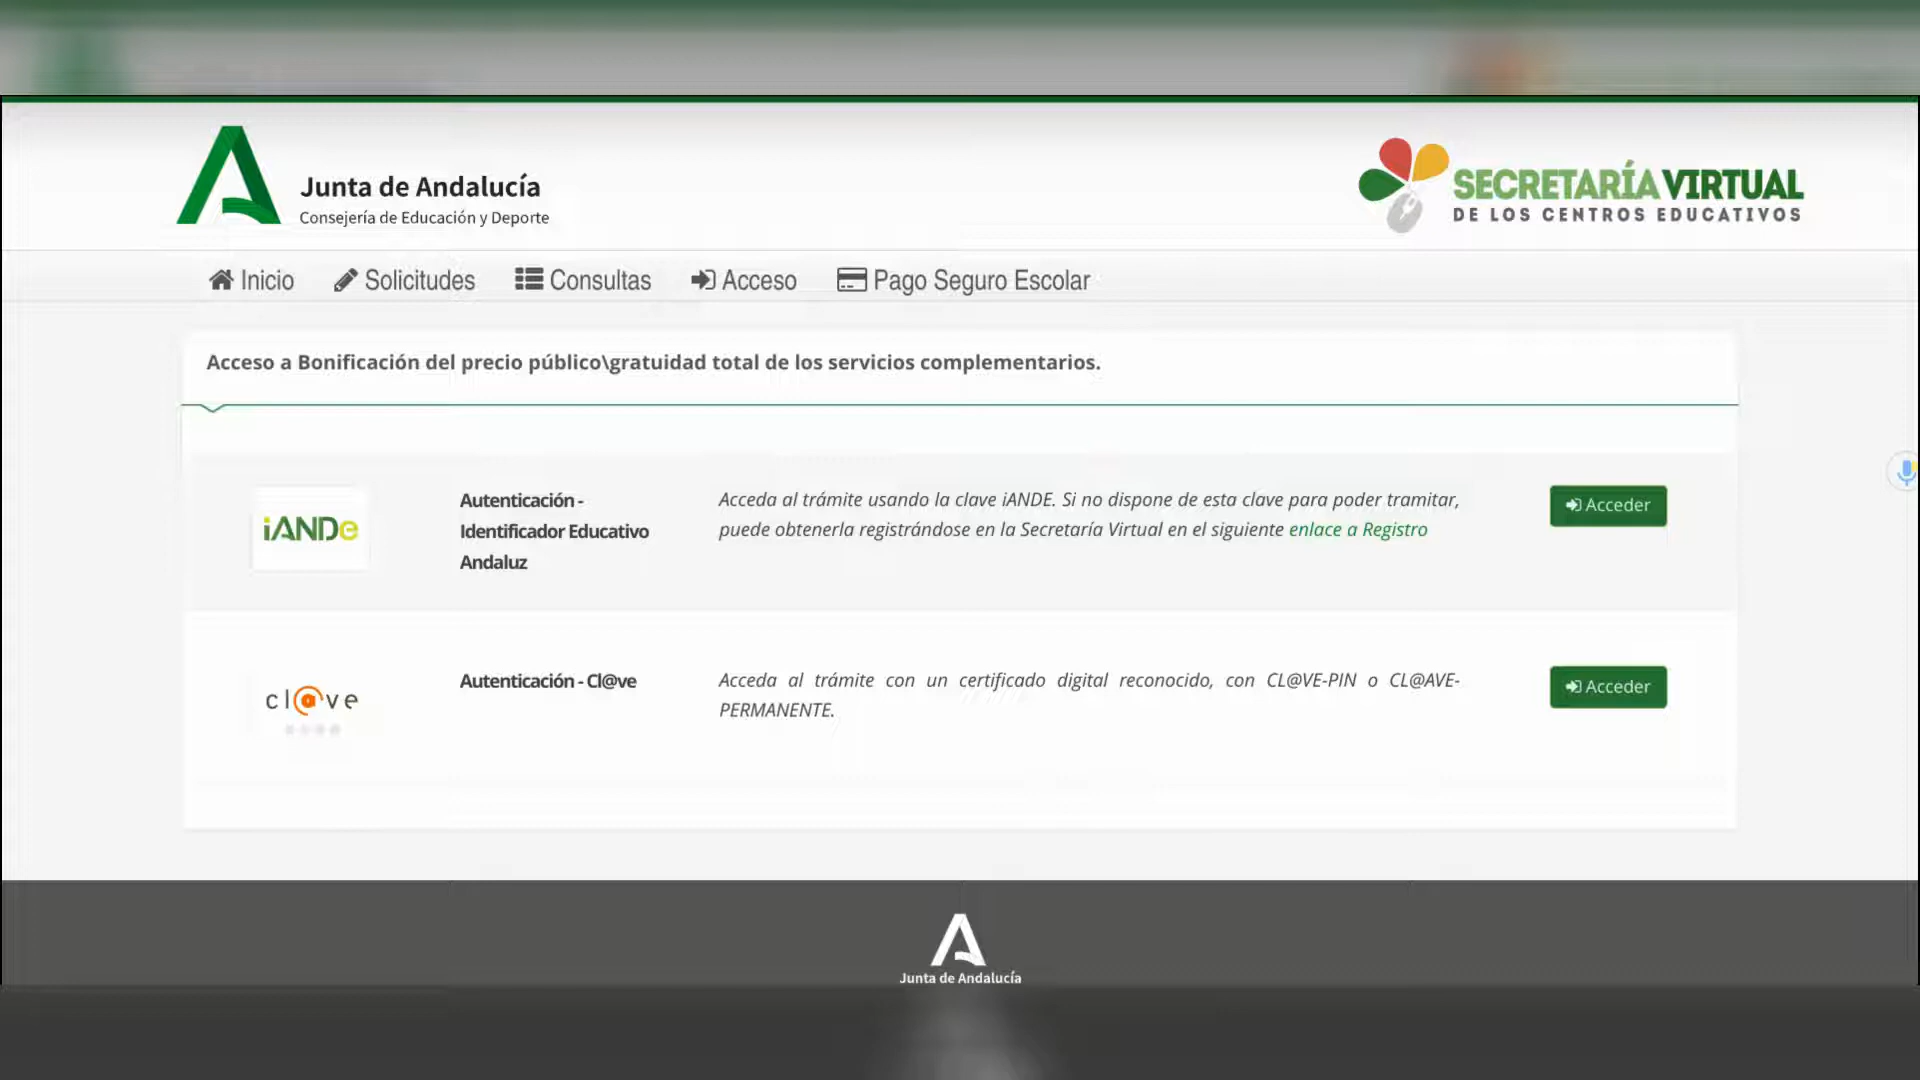 Junta de Andalucía
Consejería de Educación y Deporte
SECRETARÍA VIRTUAL
DE LOS CENTROS EDUCATIVOS
Inicio Solicitudes Consultas Acceso Pago Seguro Escolar
Acceso a Bonificación del precio público\gratuidad total de los servicios complementarios.
iANDe
Autenticación -
Identificador Educativo
Andaluz
Acceda al trámite usando la clave iANDE. Si no dispone de esta clave para poder tramitar,
puede obtenerla registrándose en la Secretaría Virtual en el siguiente enlace a Registro
Acceder
cl@ve
Autenticación - Cl@ve
Acceda al trámite con un certificado digital reconocido, con CL@VE-PIN o CL@AVE-
PERMANENTE.
Acceder
Junta de Andalucía